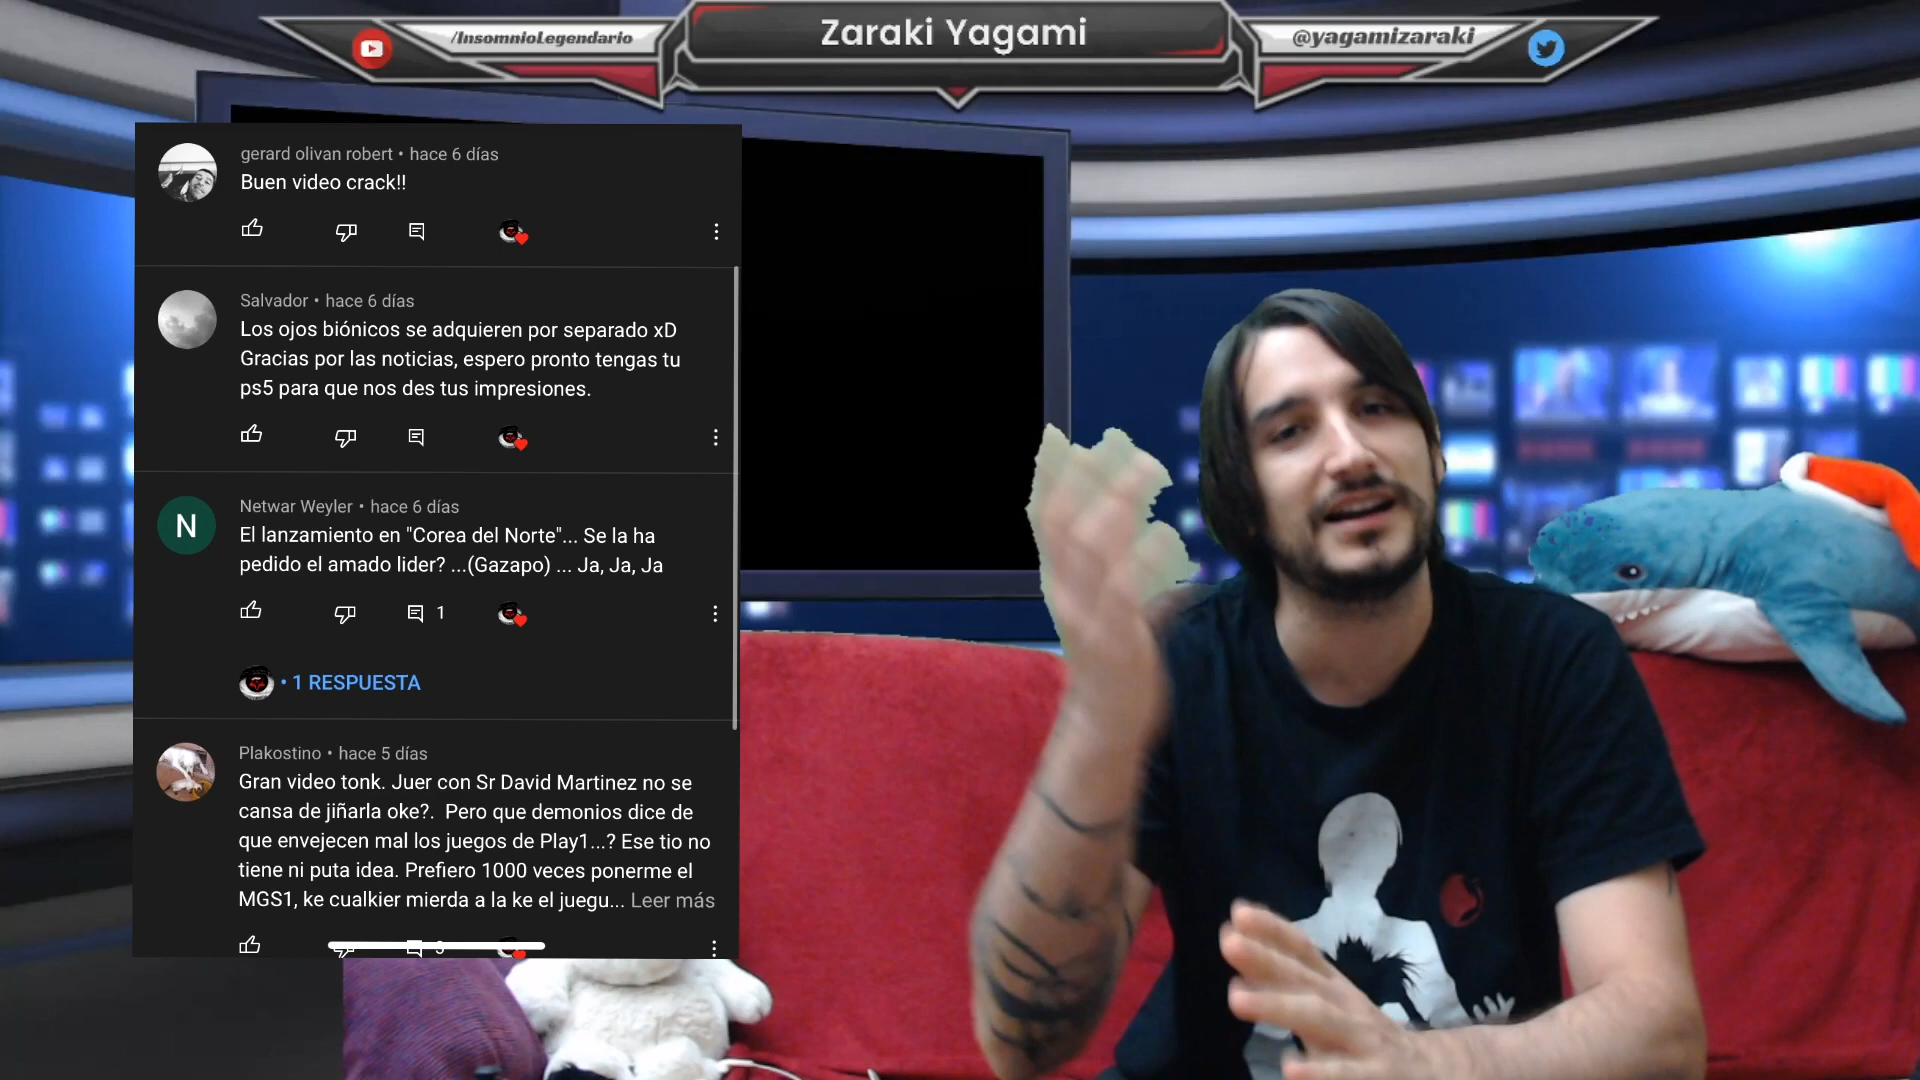 /InsomnioLegendario
Zaraki Yagami
@yagamizaraki
gerard olivan robert • hace 6 días
Buen video crack!!
Salvador • hace 6 días
Los ojos biónicos se adquieren por separado xD
Gracias por las noticias, espero pronto tengas tu
ps5 para que nos des tus impresiones.
N
Netwar Weyler • hace 6 días
El lanzamiento en "Corea del Norte"... Se la ha
pedido el amado lider? ...(Gazapo) ... Ja, Ja, Ja
1
• 1 RESPUESTA
Plakostino • hace 5 días
Gran video tonk. Juer con Sr David Martinez no se
cansa de jiñarla oke?. Pero que demonios dice de
que envejecen mal los juegos de Play1...? Ese tio no
tiene ni puta idea. Prefiero 1000 veces ponerme el
MGS1, ke cualkier mierda a la ke el juegu... Leer más